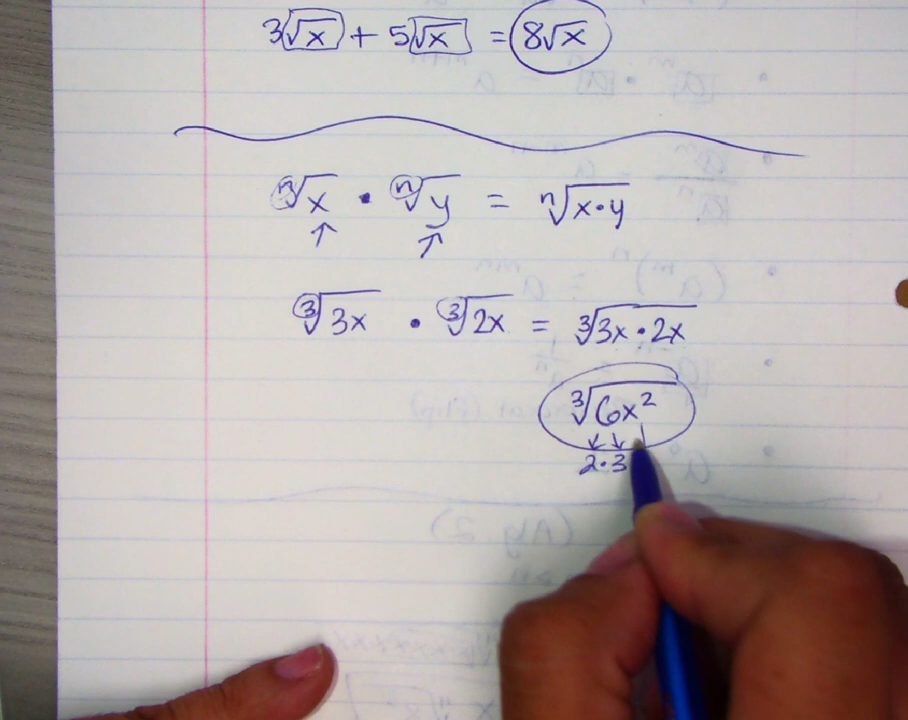 3√x + 5√x = 8√x
ⁿ√x · ⁿ√y = ⁿ√x·y
↑ ↑
³√3x · ³√2x = ³√3x·2x
³√6x²
↙↘
2·3